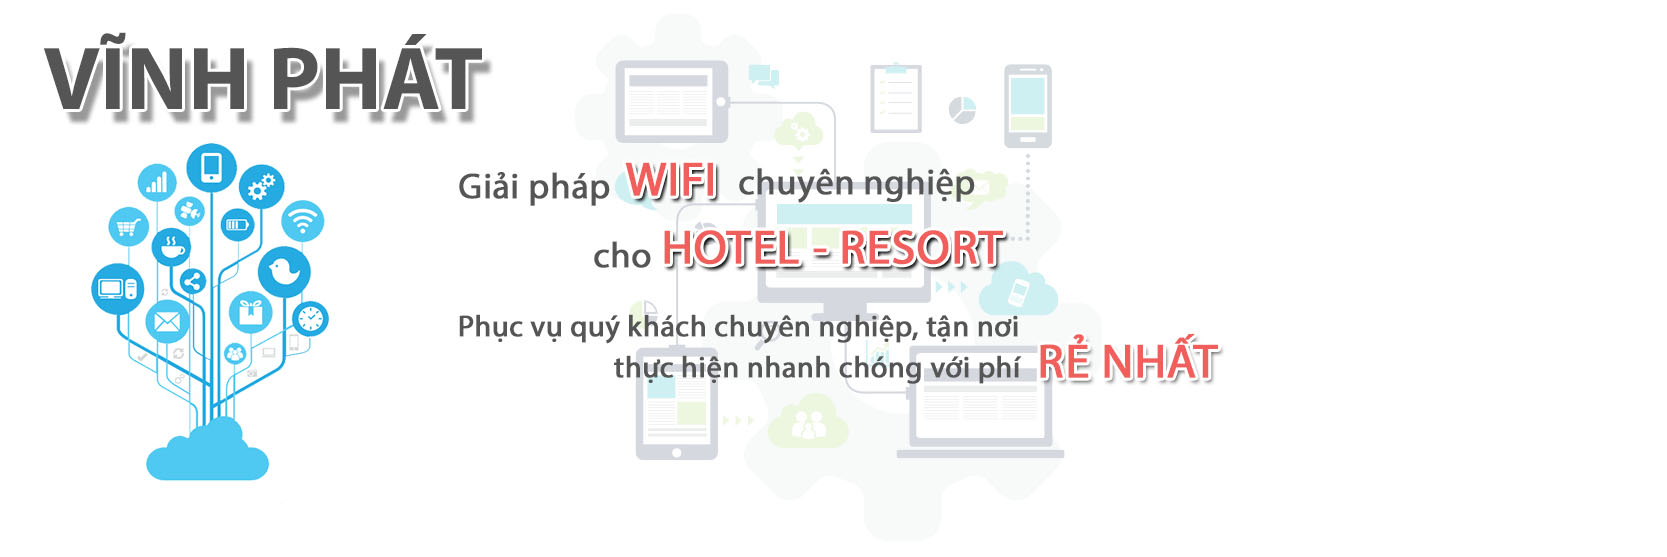 VĨNH PHÁT
Giải pháp WIFI chuyên nghiệp
cho HOTEL - RESORT
Phục vụ quý khách chuyên nghiệp, tận nơi
thực hiện nhanh chóng với phí RẺ NHẤT